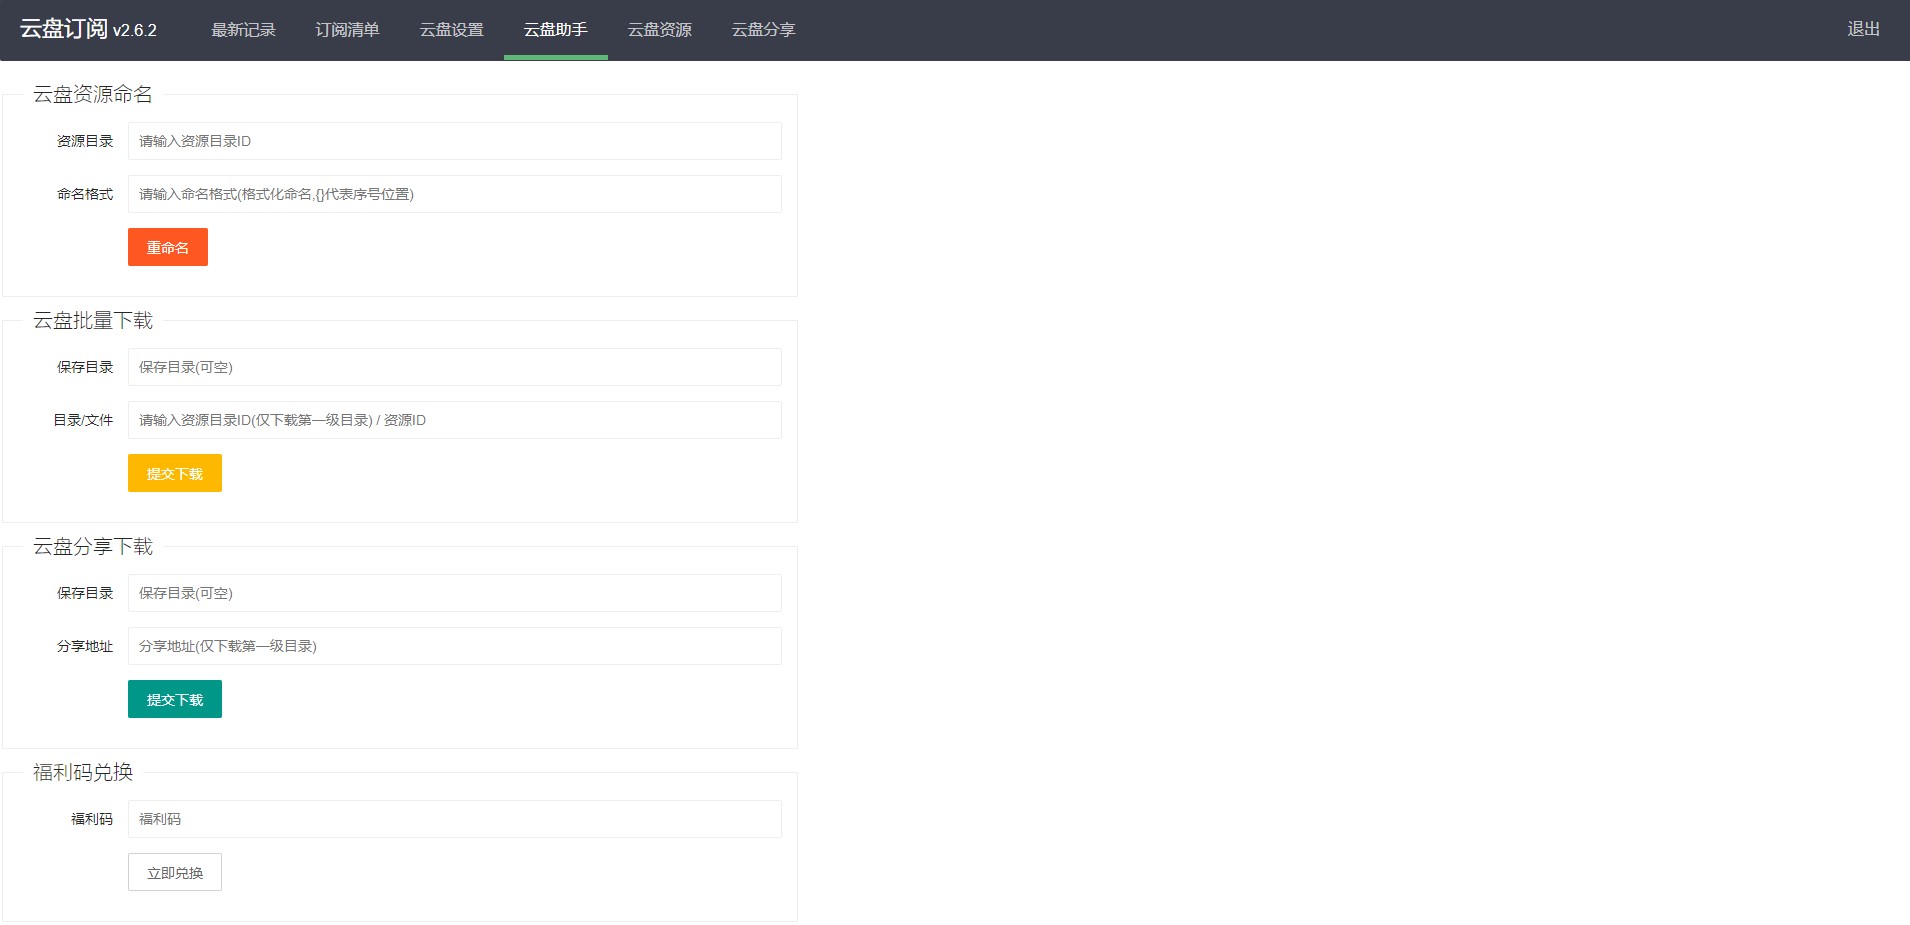 云盘订阅 v2.6.2 最新记录 订阅清单 云盘设置 云盘助手 云盘资源 云盘分享 退出
云盘资源命名
资源目录 请输入资源目录ID
命名格式 请输入命名格式(格式化命名,{}代表序号位置)
重命名
云盘批量下载
保存目录 保存目录(可空)
目录/文件 请输入资源目录ID(仅下载第一级目录) / 资源ID
提交下载
云盘分享下载
保存目录 保存目录(可空)
分享地址 分享地址(仅下载第一级目录)
提交下载
福利码兑换
福利码 福利码
立即兑换